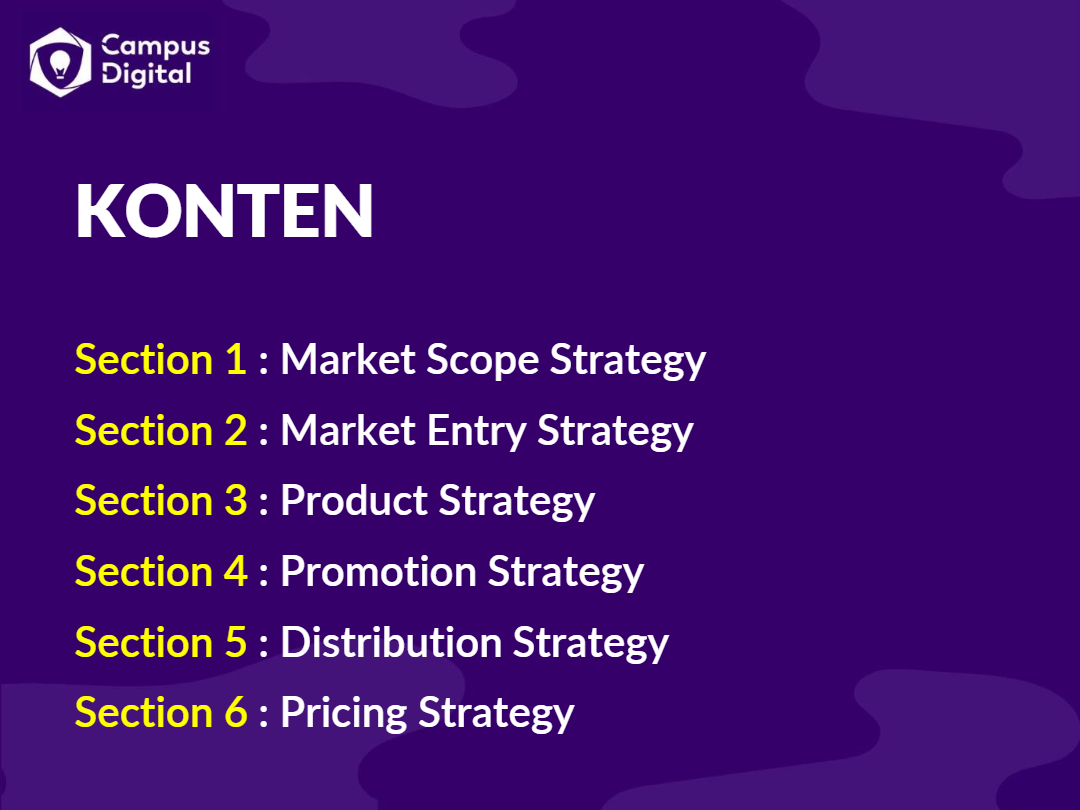 Campus
Digital
KONTEN
Section 1 : Market Scope Strategy
Section 2 : Market Entry Strategy
Section 3 : Product Strategy
Section 4 : Promotion Strategy
Section 5 : Distribution Strategy
Section 6 : Pricing Strategy